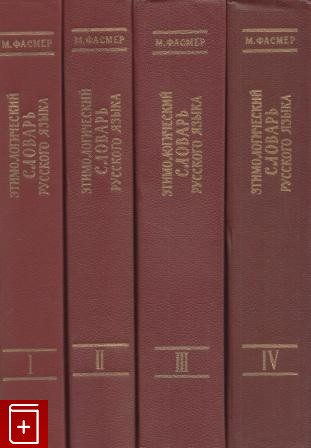 М. ФАСМЕР
ЭТИМОЛОГИЧЕСКИЙ
СЛОВАРЬ
РУССКОГО ЯЗЫКА
I
М. ФАСМЕР
ЭТИМОЛОГИЧЕСКИЙ
СЛОВАРЬ
РУССКОГО ЯЗЫКА
II
М. ФАСМЕР
ЭТИМОЛОГИЧЕСКИЙ
СЛОВАРЬ
РУССКОГО ЯЗЫКА
III
М. ФАСМЕР
ЭТИМОЛОГИЧЕСКИЙ
СЛОВАРЬ
РУССКОГО ЯЗЫКА
IV